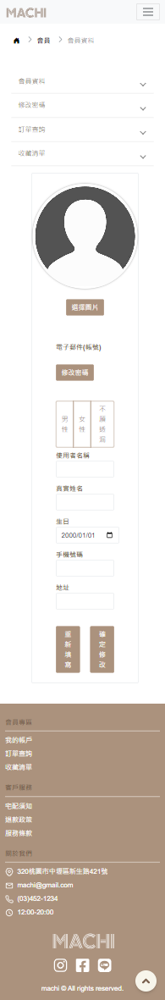 MACHI
會員
會員資料
會員資料
修改密碼
訂單查詢
收藏清單
選擇圖片
電子郵件(帳號)
修改密碼
男性
女性
不願透漏
使用者名稱
真實姓名
生日
2000/01/01
手機號碼
地址
重新填寫
確定修改
會員專區
我的帳戶
訂單查詢
收藏清單
客戶服務
宅配須知
退款政策
服務條款
關於我們
320桃園市中壢區新生路421號
machi@gmail.com
(03)452-1234
12:00-20:00
MACHI
machi © All rights reserved.